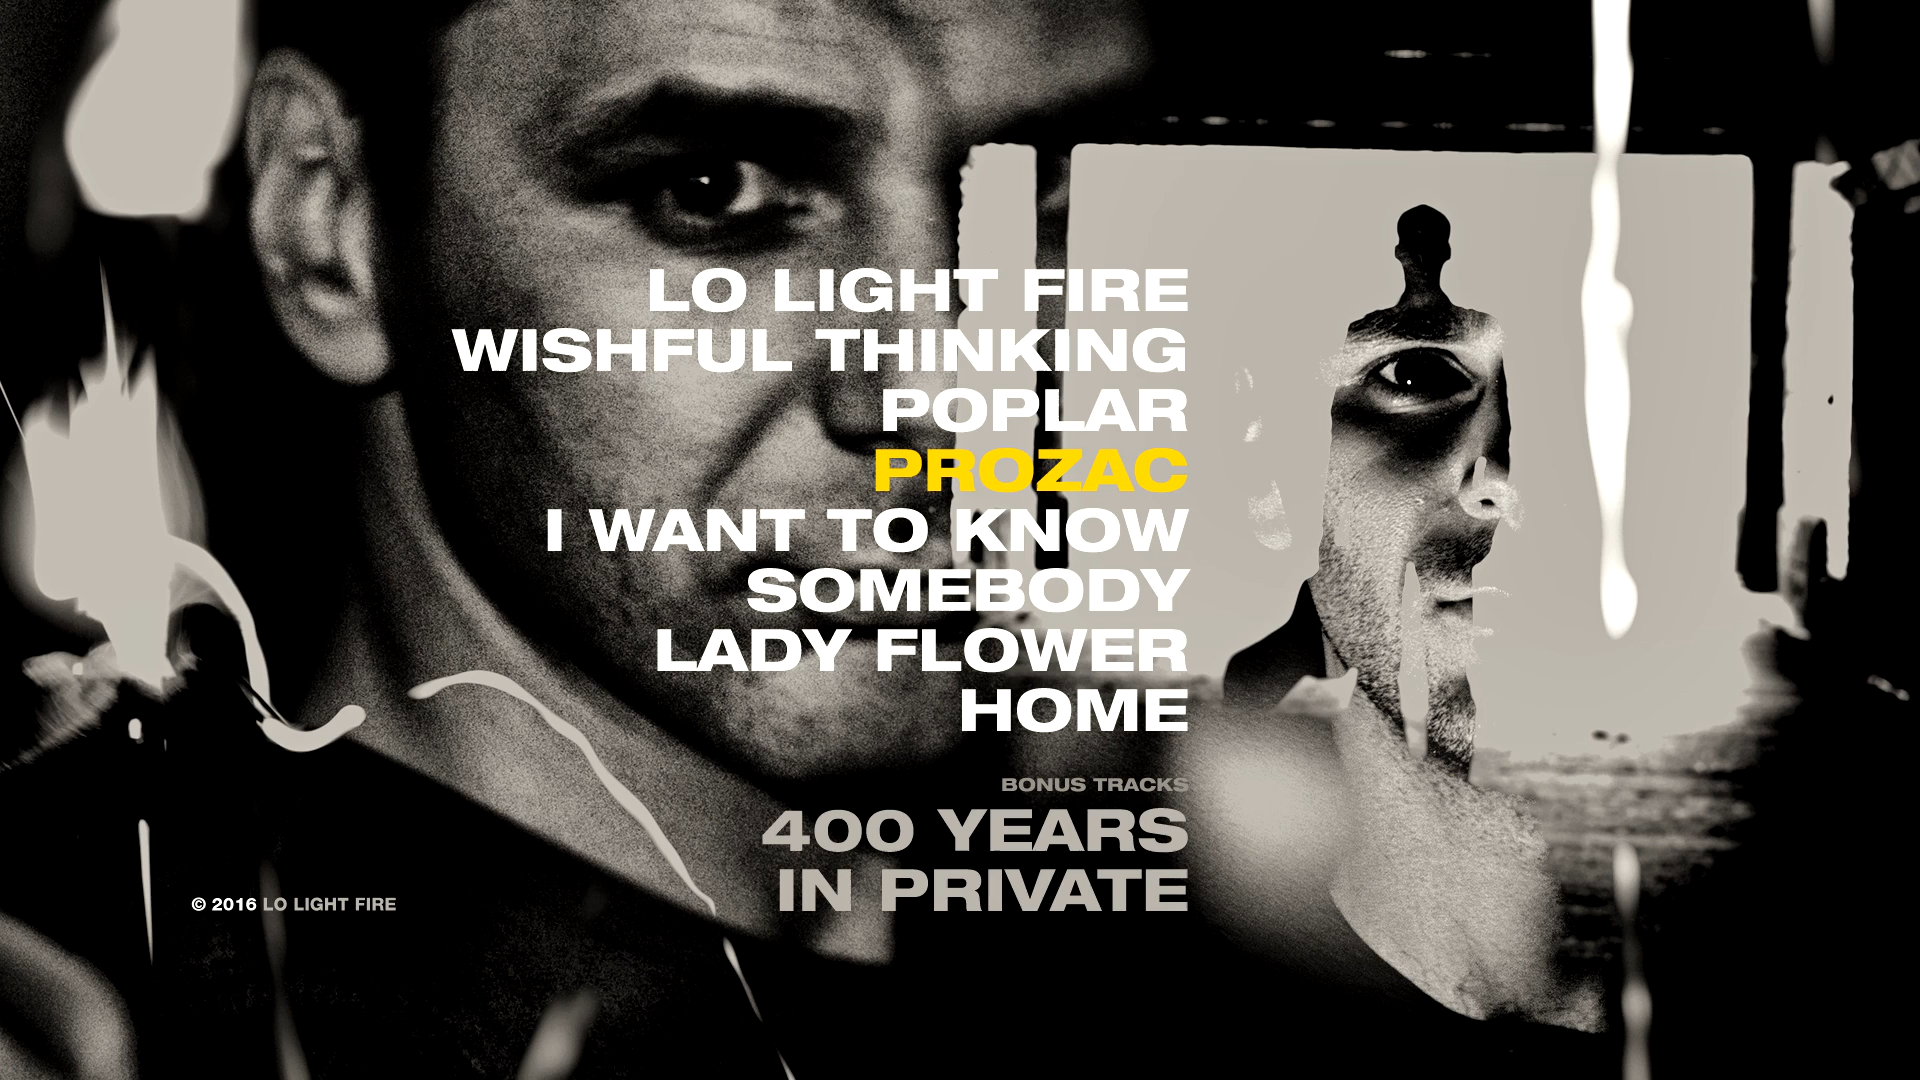 LO LIGHT FIRE
WISHFUL THINKING
POPLAR
PROZAC
I WANT TO KNOW
SOMEBODY
LADY FLOWER
HOME
BONUS TRACKS
400 YEARS
IN PRIVATE
© 2016 LO LIGHT FIRE